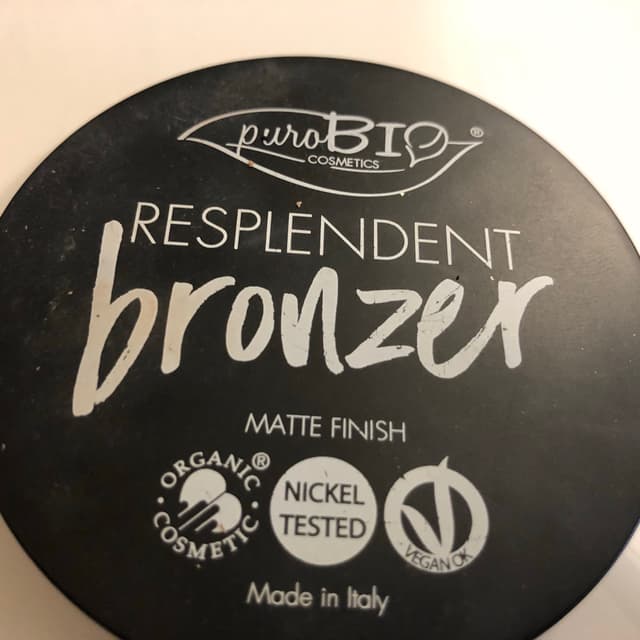 puroBIO®
COSMETICS
RESPLENDENT
bronzer
MATTE FINISH
ORGANIC COSMETIC ®
NICKEL
TESTED
VEGAN OK
Made in Italy